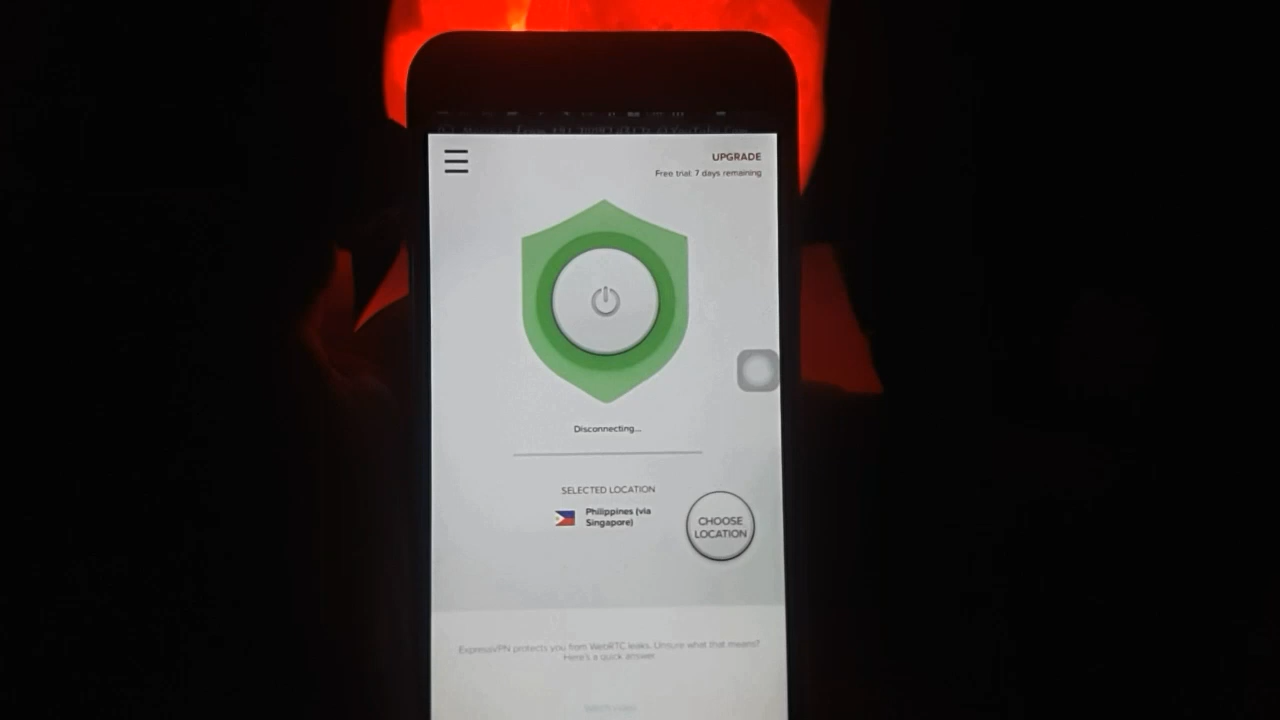 UPGRADE
Free trial: 7 days remaining
Disconnecting...
SELECTED LOCATION
Philippines (via
Singapore)
CHOOSE
LOCATION
ExpressVPN protects you from WebRTC leaks. Unsure what that means?
Here's a quick answer.